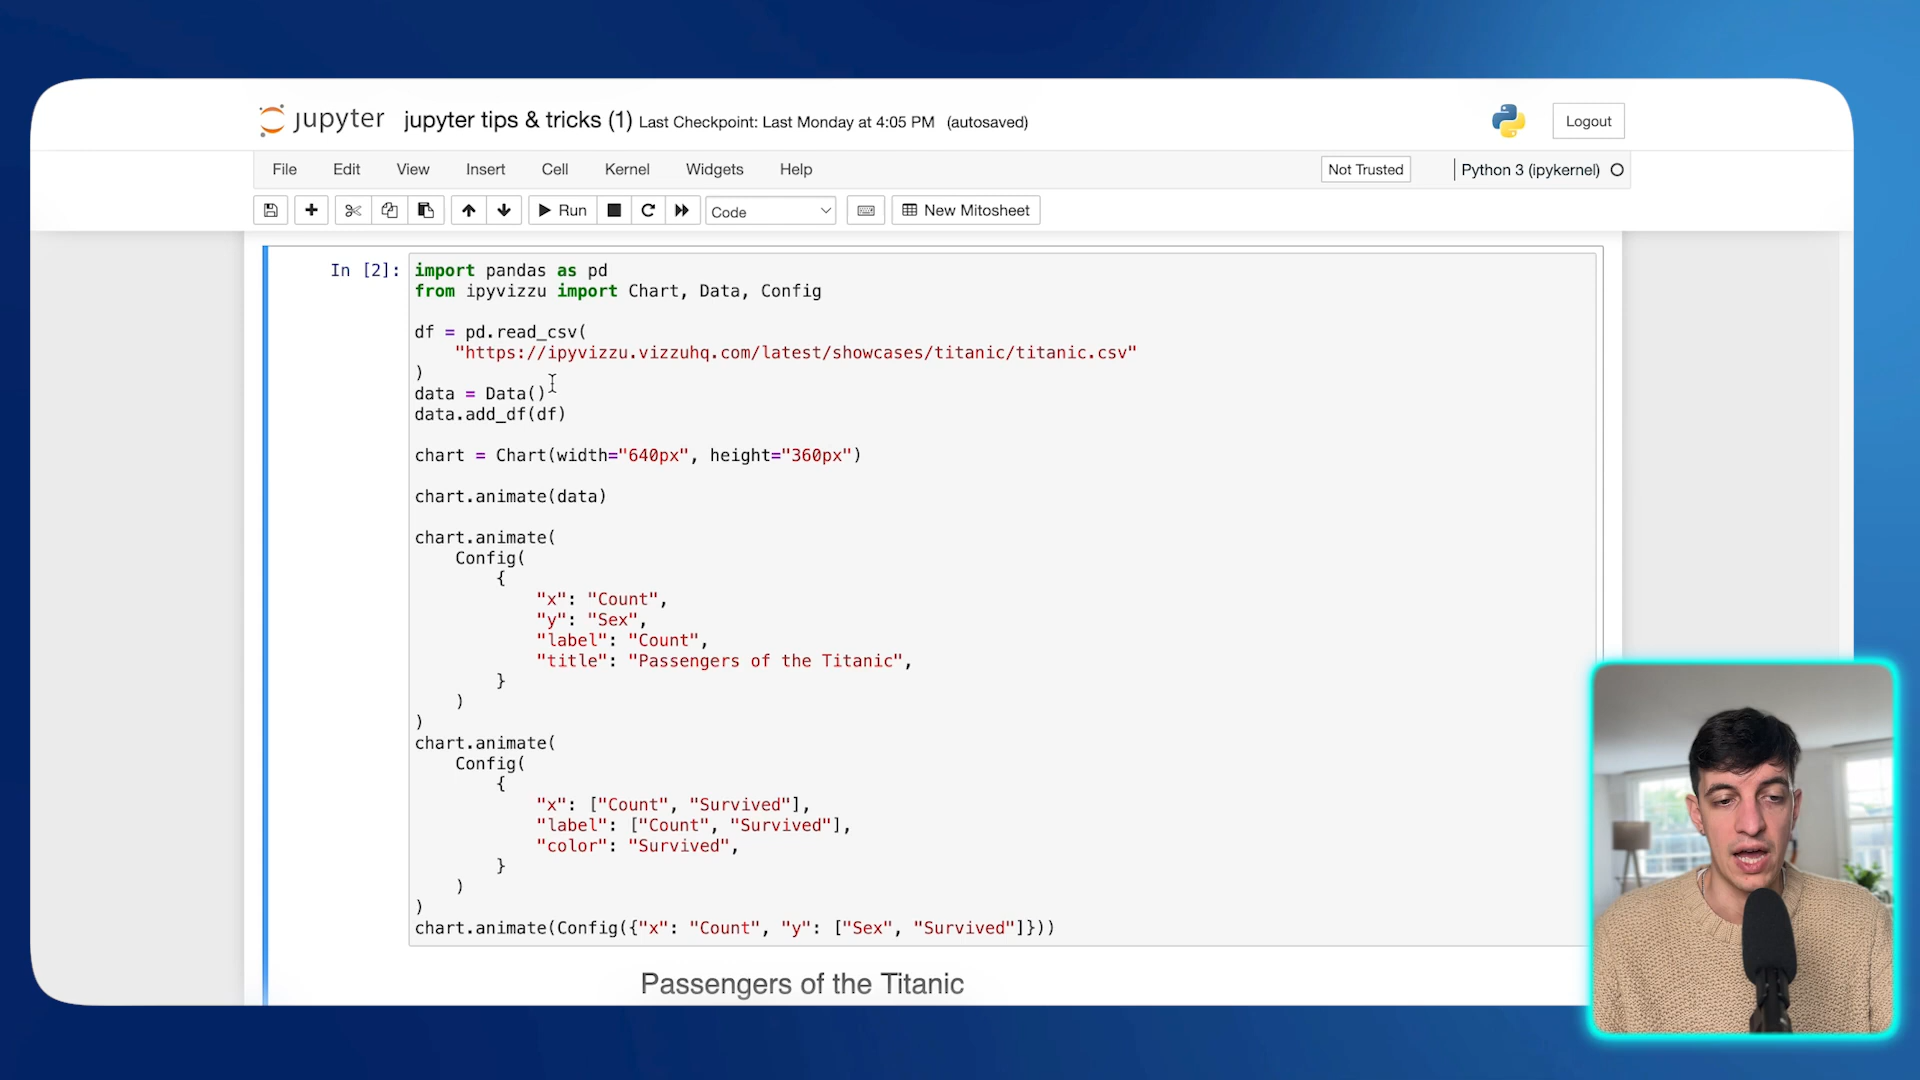 jupyter jupyter tips & tricks (1) Last Checkpoint: Last Monday at 4:05 PM (autosaved)
Logout
File Edit View Insert Cell Kernel Widgets Help
Not Trusted
Python 3 (ipykernel)
Run
Code
New Mitosheet
In [2]:
import pandas as pd
from ipyvizzu import Chart, Data, Config
df = pd.read_csv(
"https://ipyvizzu.vizzuhq.com/latest/showcases/titanic/titanic.csv"
)
data = Data()
data.add_df(df)
chart = Chart(width="640px", height="360px")
chart.animate(data)
chart.animate(
Config(
{
"x": "Count",
"y": "Sex",
"label": "Count",
"title": "Passengers of the Titanic",
}
)
)
chart.animate(
Config(
{
"x": ["Count", "Survived"],
"label": ["Count", "Survived"],
"color": "Survived",
}
)
)
chart.animate(Config({"x": "Count", "y": ["Sex", "Survived"]}))
Passengers of the Titanic